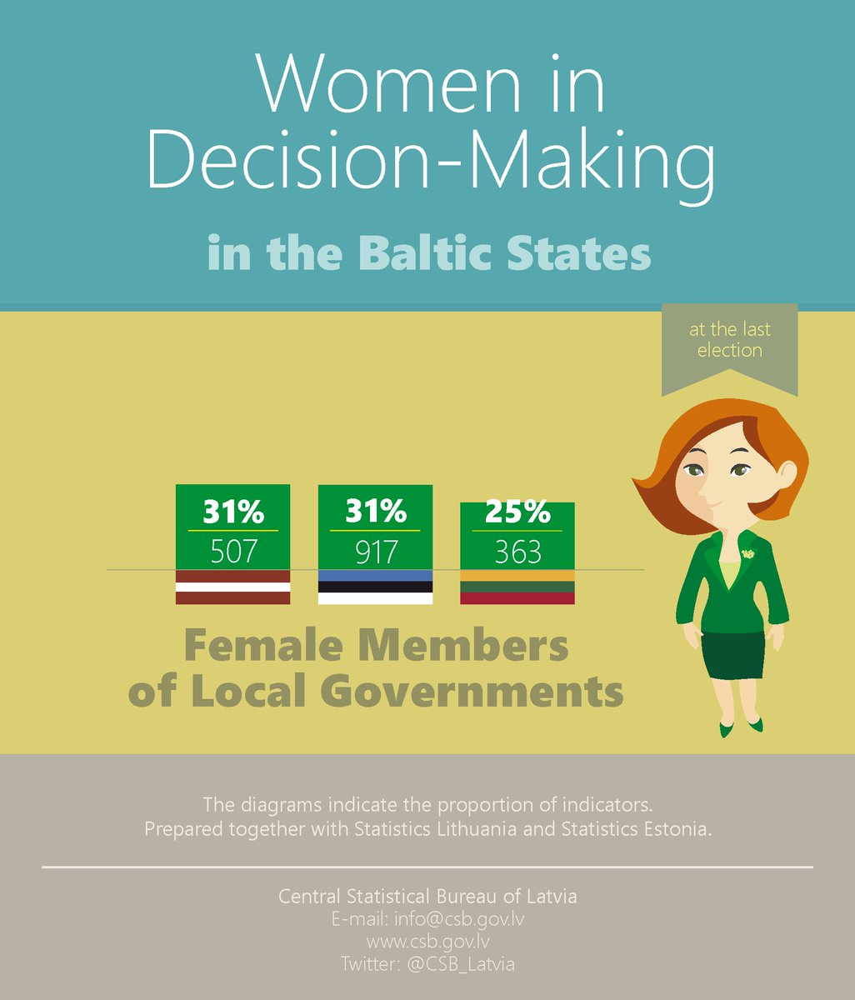 Women in
Decision-Making
in the Baltic States
at the last
election
31%
507
31%
917
25%
363
Female Members
of Local Governments
The diagrams indicate the proportion of indicators.
Prepared together with Statistics Lithuania and Statistics Estonia.
Central Statistical Bureau of Latvia
E-mail: info@csb.gov.lv
www.csb.gov.lv
Twitter: @CSB_Latvia